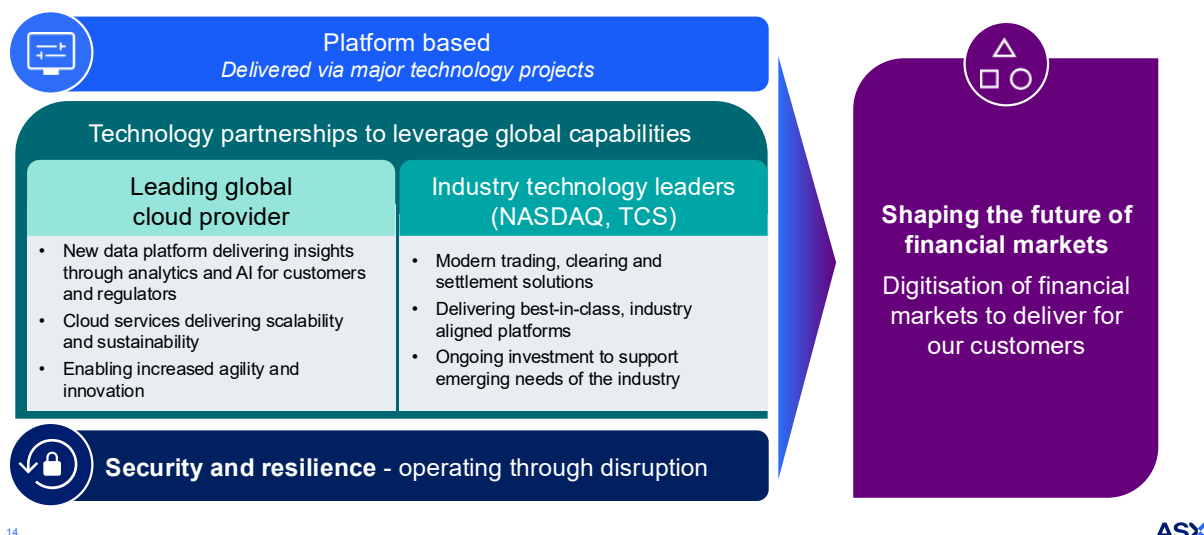 Platform based
Delivered via major technology projects
Technology partnerships to leverage global capabilities
Leading global
cloud provider
• New data platform delivering insights
through analytics and AI for customers
and regulators
• Cloud services delivering scalability
and sustainability
• Enabling increased agility and
innovation
Industry technology leaders
(NASDAQ, TCS)
• Modern trading, clearing and
settlement solutions
• Delivering best-in-class, industry
aligned platforms
• Ongoing investment to support
emerging needs of the industry
Security and resilience - operating through disruption
Shaping the future of
financial markets
Digitisation of financial
markets to deliver for
our customers
14
ASX